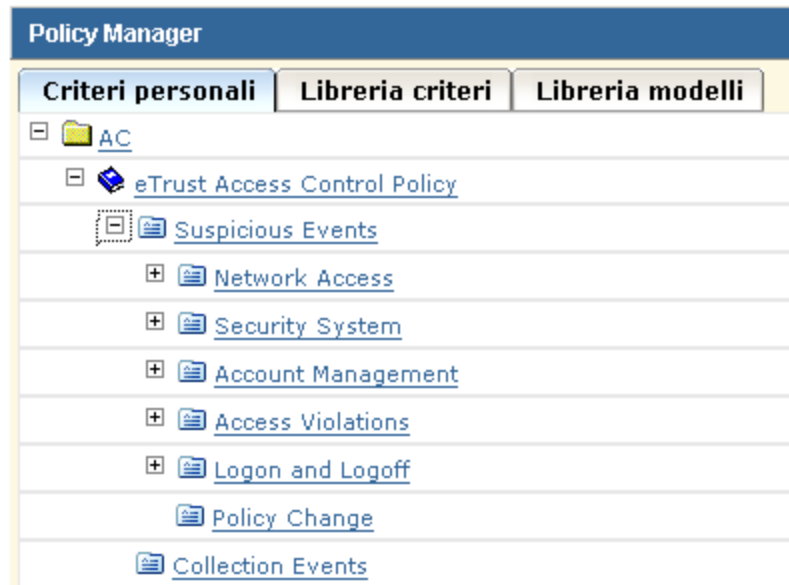 Policy Manager
Criteri personali Libreria criteri Libreria modelli
AC
eTrust Access Control Policy
Suspicious Events
Network Access
Security System
Account Management
Access Violations
Logon and Logoff
Policy Change
Collection Events